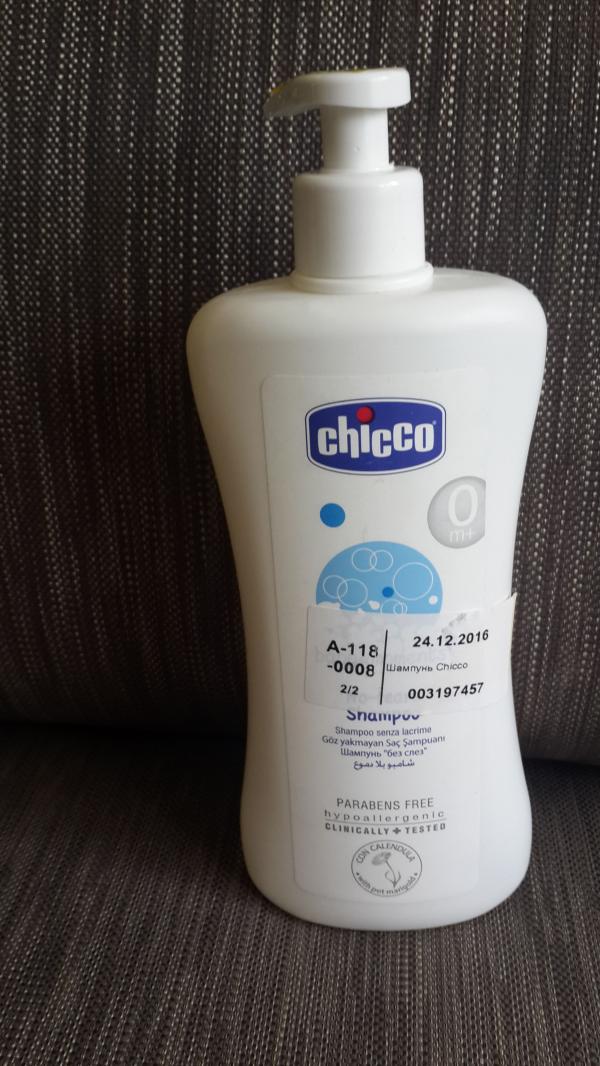 chicco
0
m+
A-118
-0008
2/2
24.12.2016
Шампунь Chicco
003197457
Shampoo
Shampoo senza lacrime
Göz yakmayan Saç Şampuanı
Шампунь "без слез"
شامبو بلا دموع
PARABENS FREE
hypoallergenic
CLINICALLY + TESTED
CON CALENDULA
• with pot marigold •